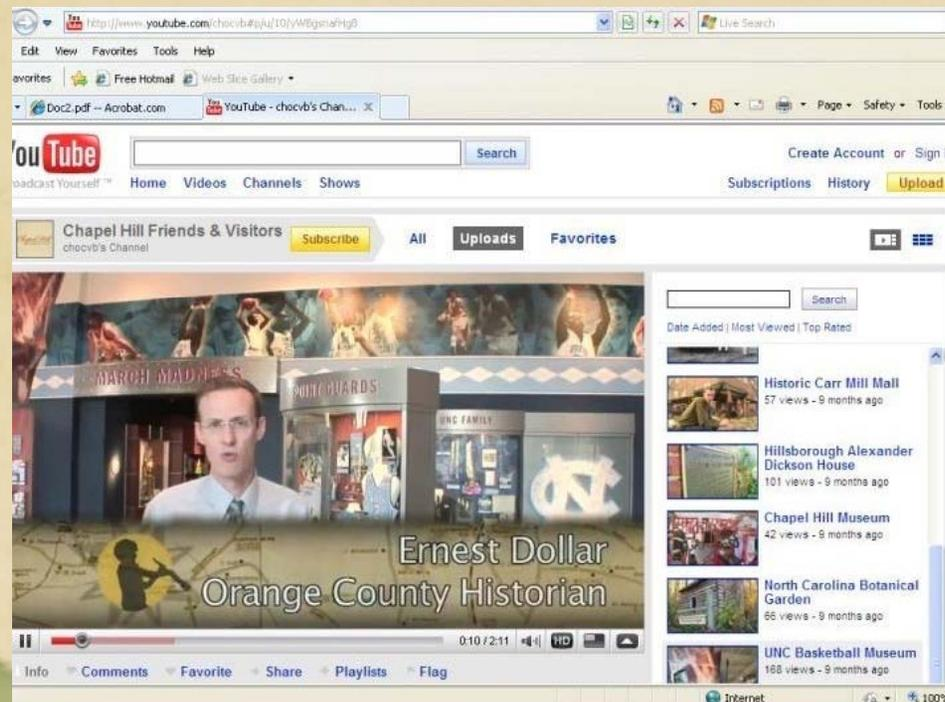 http://www.youtube.com/chocvb#p/u/10/yWBgsnafHg8
Live Search
Edit View Favorites Tools Help
avorites Free Hotmail Web Slice Gallery
Doc2.pdf -- Acrobat.com
YouTube - chocvb's Chan...
Page Safety Tools
ou Tube
roadcast Yourself™
Search
Create Account or Sign
Home Videos Channels Shows
Subscriptions History Upload
Chapel Hill Friends & Visitors
chocvb's Channel
Subscribe
All Uploads Favorites
MARCH MADNESS
POINT GUARDS
UNC FAMILY
NC
Ernest Dollar
Orange County Historian
0:10 / 2:11
HD
Info Comments Favorite Share Playlists Flag
Search
Date Added | Most Viewed | Top Rated
Historic Carr Mill Mall
57 views - 9 months ago
Hillsborough Alexander
Dickson House
101 views - 9 months ago
Chapel Hill Museum
42 views - 9 months ago
North Carolina Botanical
Garden
66 views - 9 months ago
UNC Basketball Museum
168 views - 9 months ago
Internet
100%